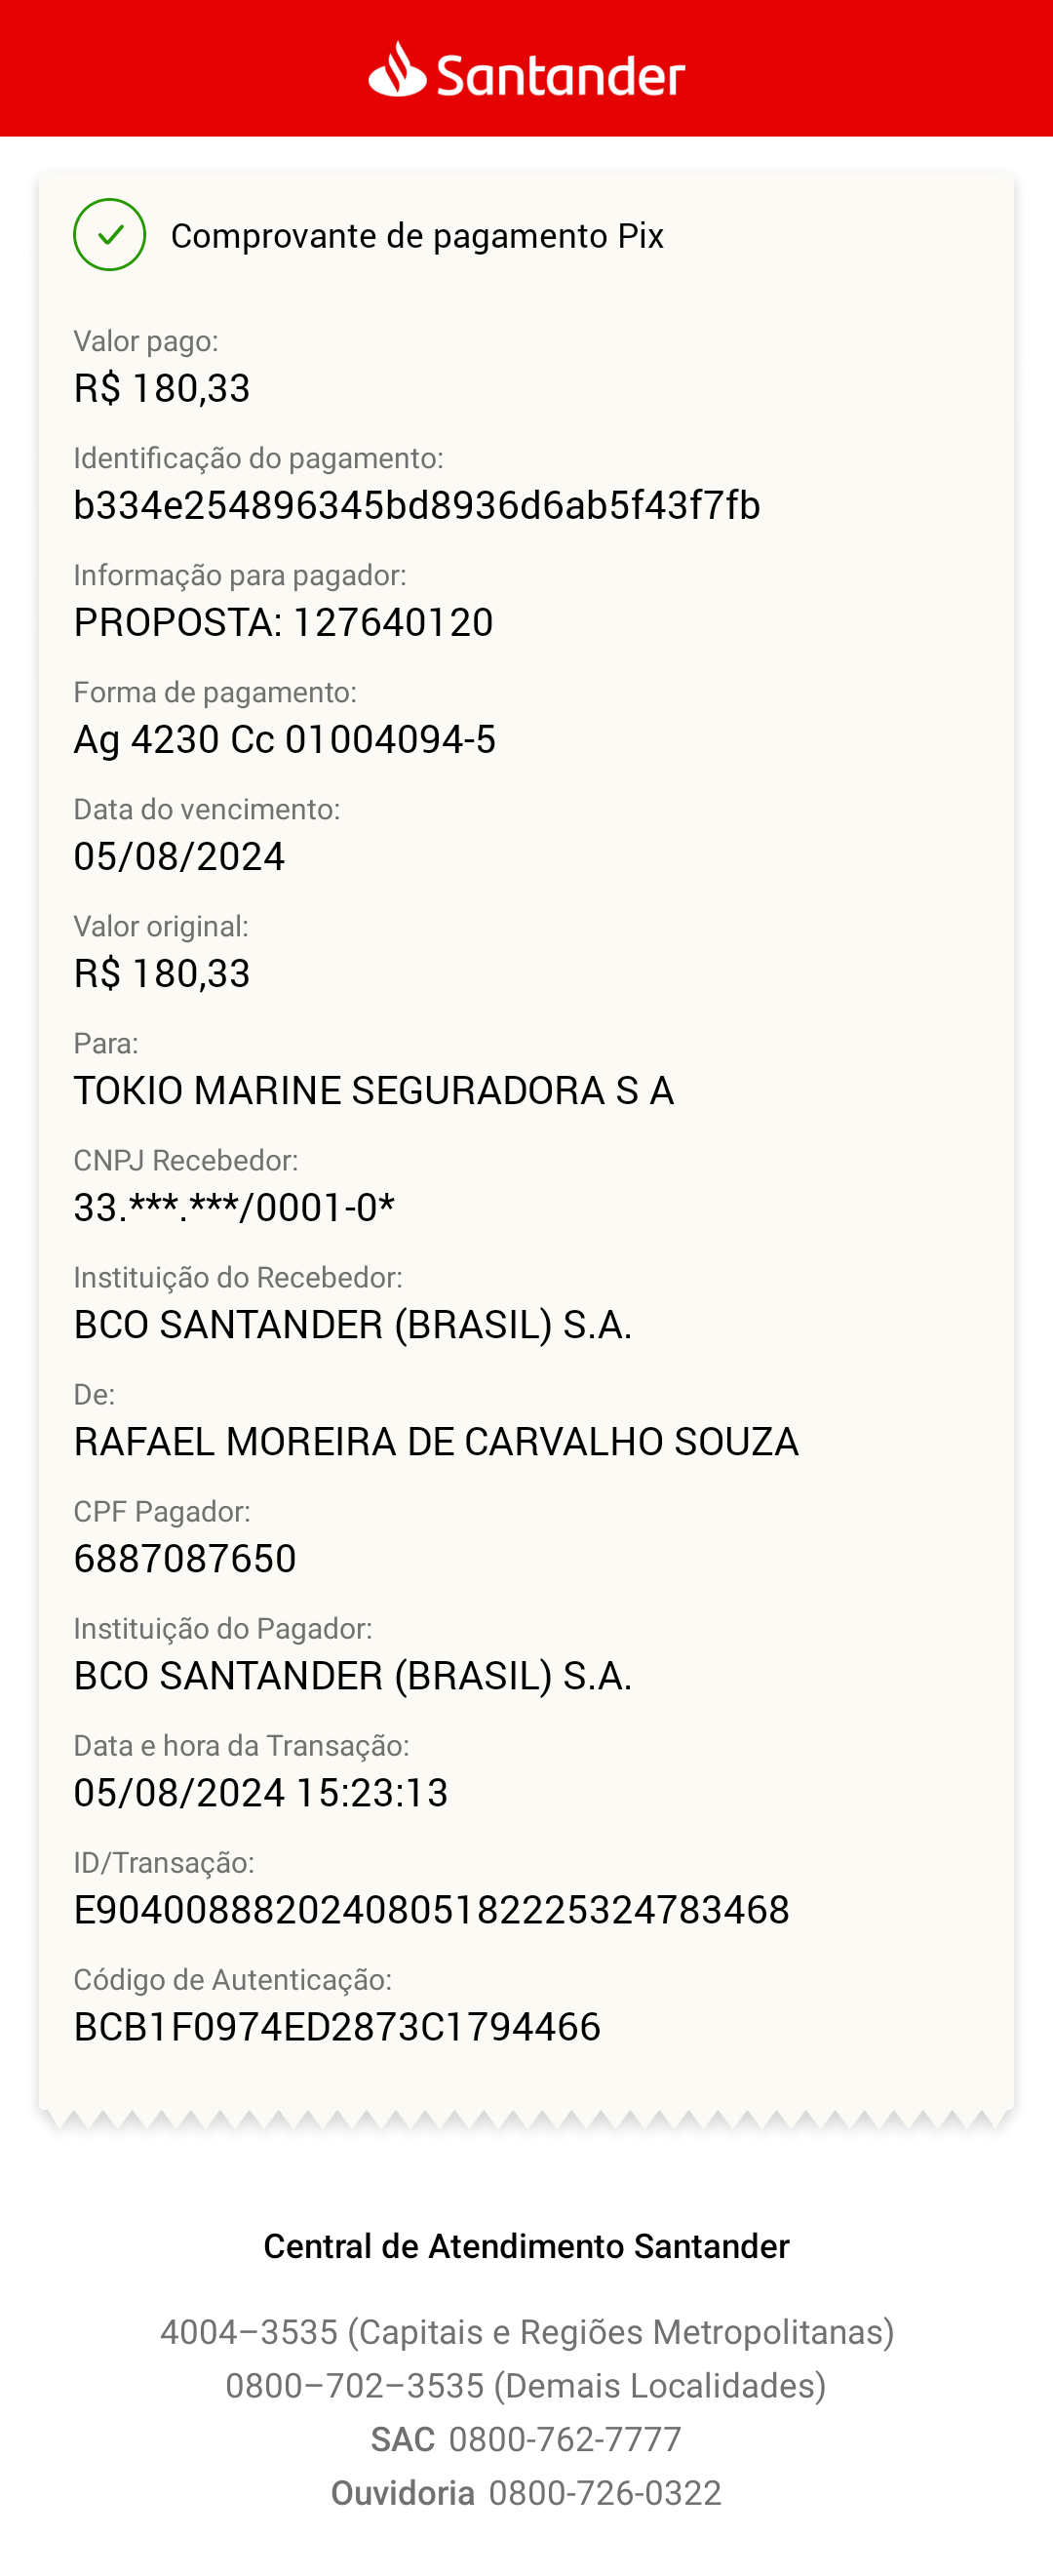 Santander
Comprovante de pagamento Pix
Valor pago:
R$ 180,33
Identificação do pagamento:
b334e254896345bd8936d6ab5f43f7fb
Informação para pagador:
PROPOSTA: 127640120
Forma de pagamento:
Ag 4230 Cc 01004094-5
Data do vencimento:
05/08/2024
Valor original:
R$ 180,33
Para:
TOKIO MARINE SEGURADORA S A
CNPJ Recebedor:
33.***.***/0001-0*
Instituição do Recebedor:
BCO SANTANDER (BRASIL) S.A.
De:
RAFAEL MOREIRA DE CARVALHO SOUZA
CPF Pagador:
6887087650
Instituição do Pagador:
BCO SANTANDER (BRASIL) S.A.
Data e hora da Transação:
05/08/2024 15:23:13
ID/Transação:
E9040088820240805182225324783468
Código de Autenticação:
BCB1F0974ED2873C1794466
Central de Atendimento Santander
4004–3535 (Capitais e Regiões Metropolitanas)
0800–702–3535 (Demais Localidades)
SAC 0800-762-7777
Ouvidoria 0800-726-0322